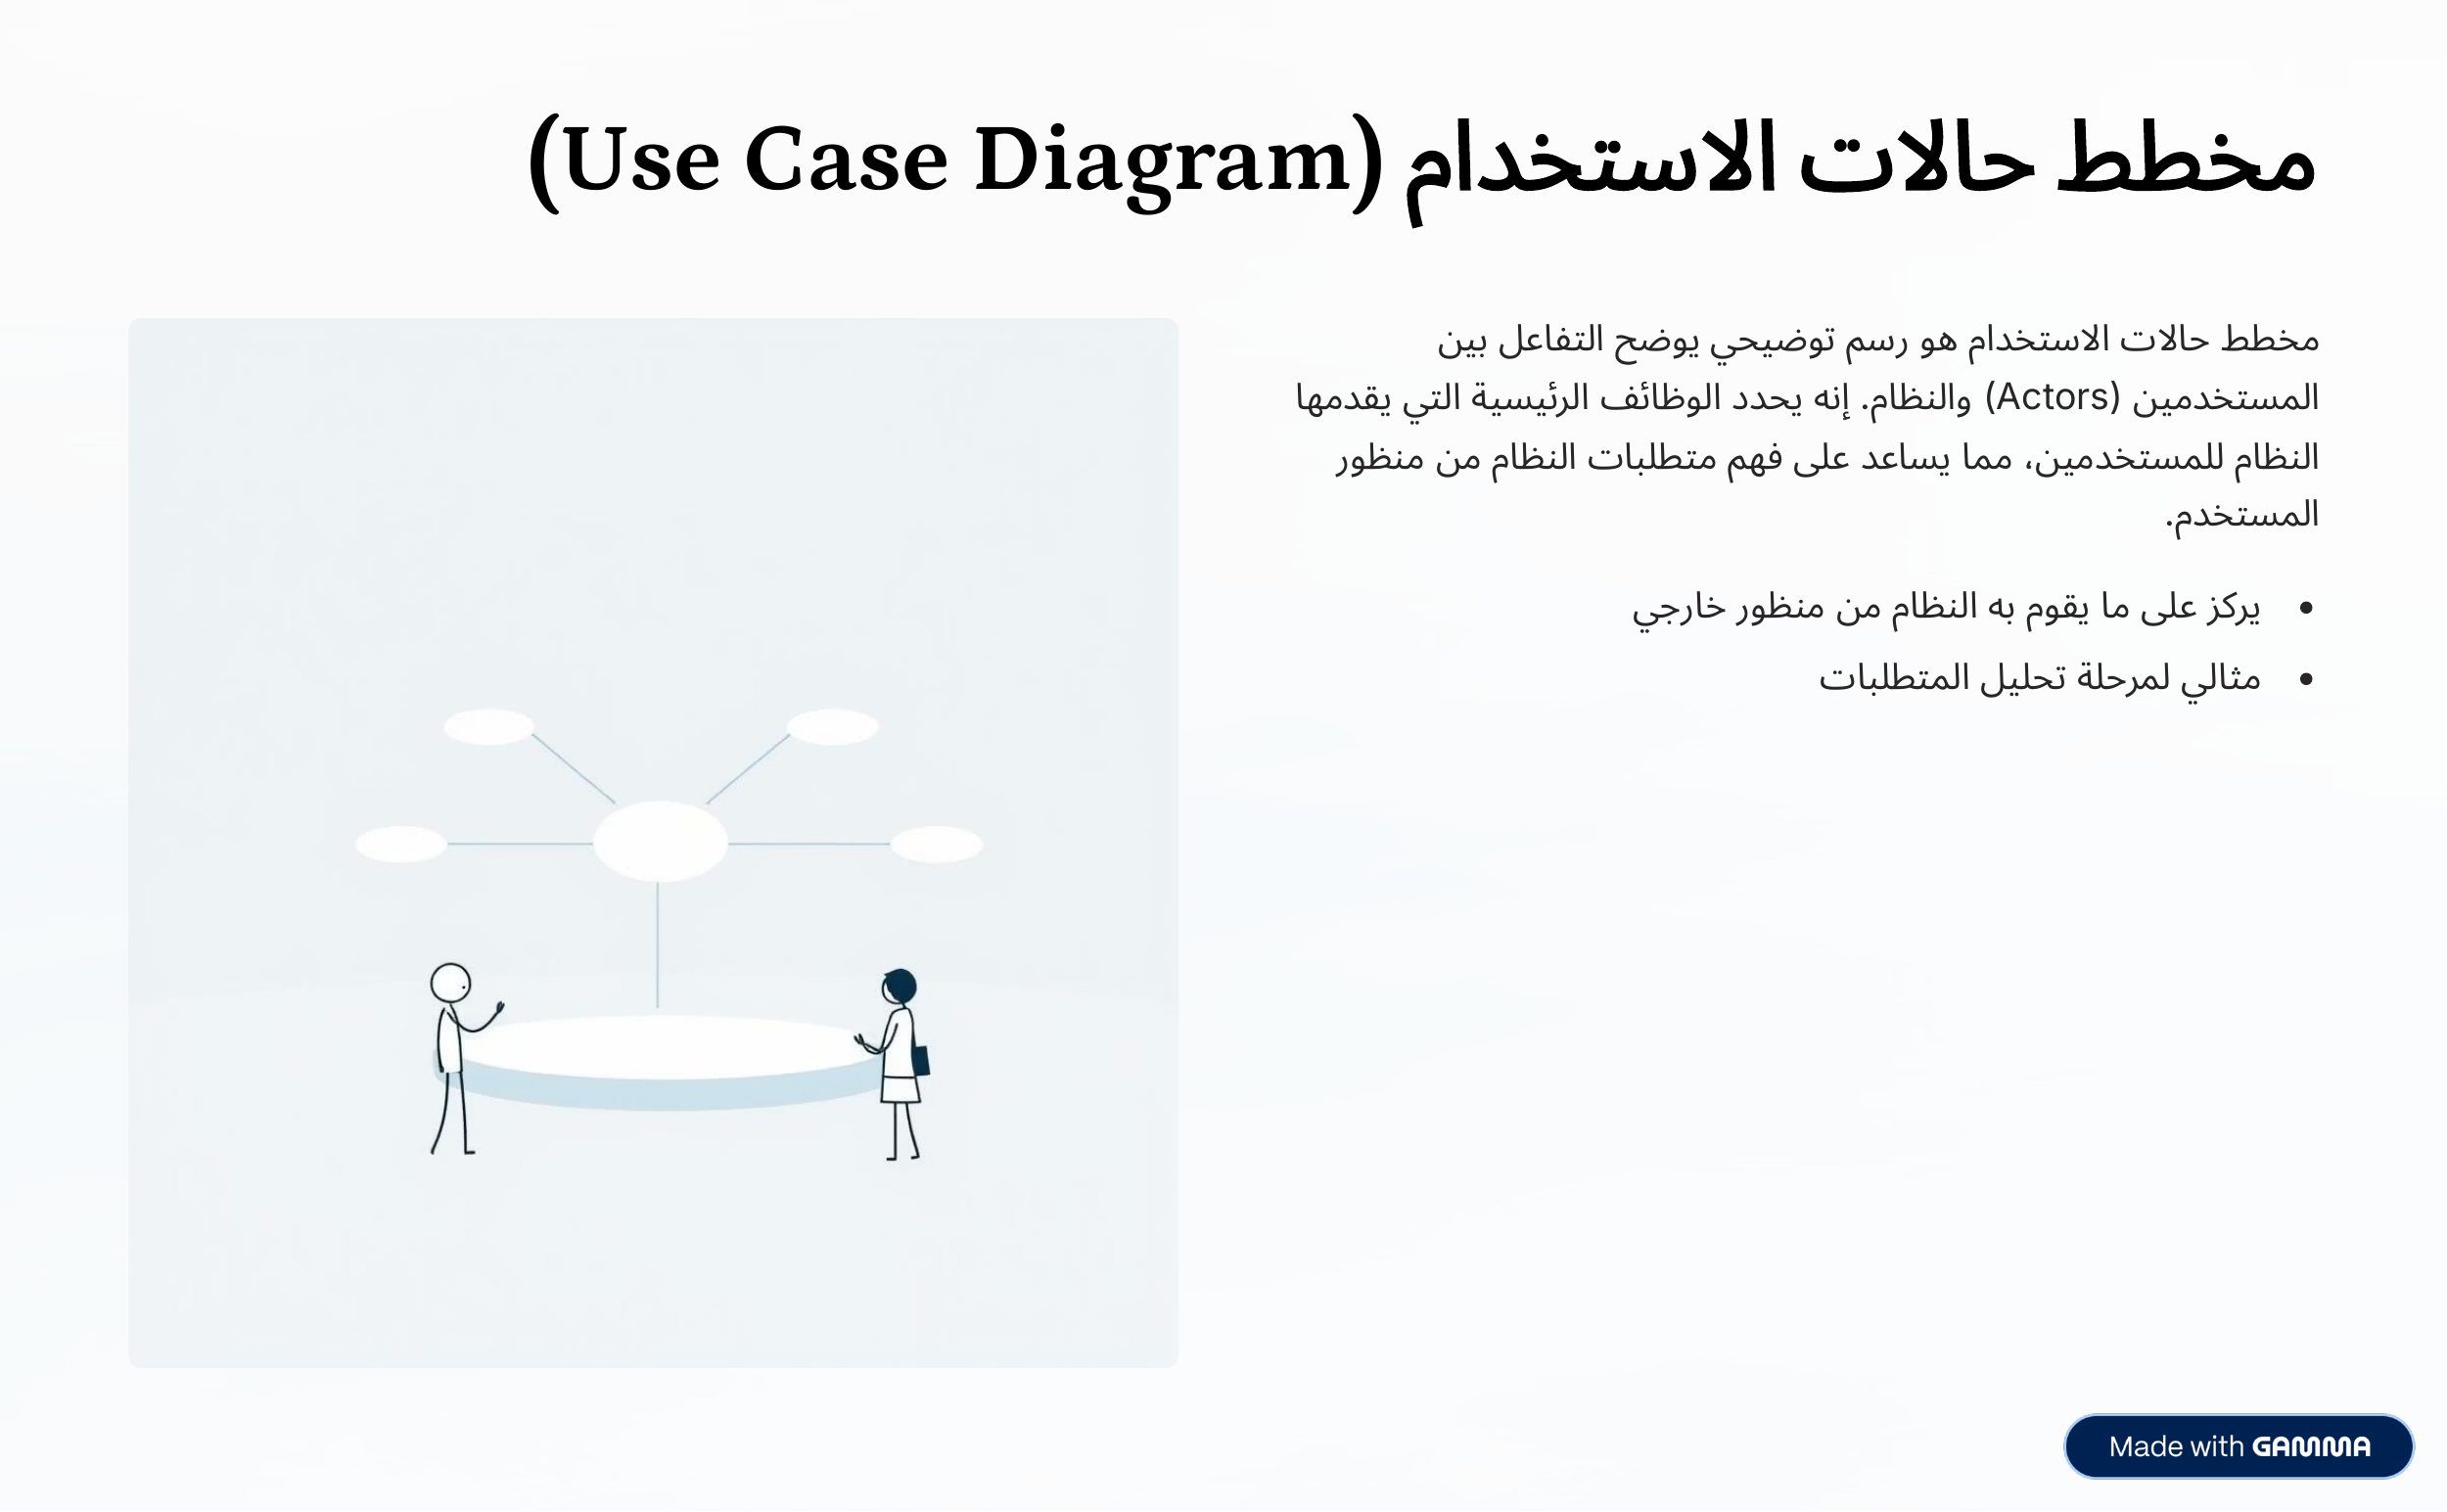 مخطط حالات الاستخدام (Use Case Diagram)
مخطط حالات الاستخدام هو رسم توضيحي يوضح التفاعل بين
المستخدمين (Actors) والنظام. إنه يحدد الوظائف الرئيسية التي يقدمها
النظام للمستخدمين، مما يساعد على فهم متطلبات النظام من منظور
المستخدم.
• يركز على ما يقوم به النظام من منظور خارجي
• مثالي لمرحلة تحليل المتطلبات
Made with GAMMA